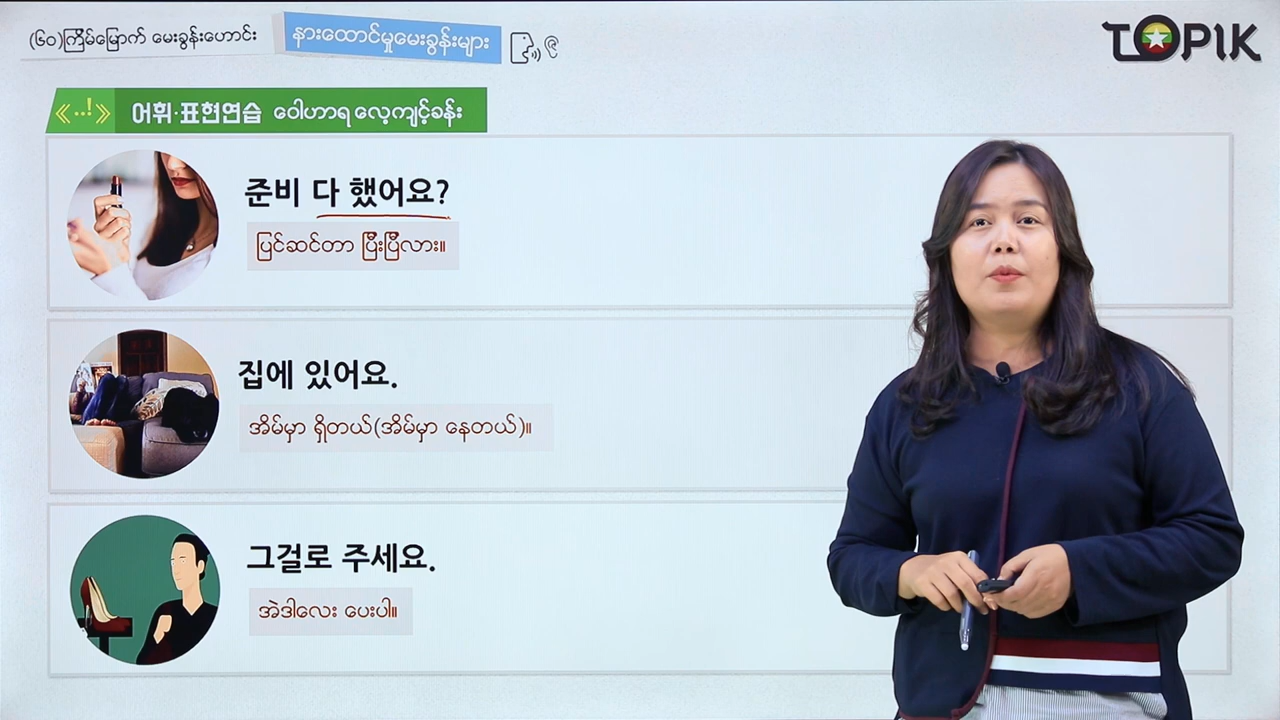 (၆၀)ကြိမ်မြောက် မေးခွန်းဟောင်း
နားထောင်မှုမေးခွန်းများ
TOPIK
어휘·표현연습 ဝေါဟာရ လေ့ကျင့်ခန်း
준비 다 했어요?
ပြင်ဆင်တာ ပြီးပြီလား။
집에 있어요.
အိမ်မှာ ရှိတယ်(အိမ်မှာ နေတယ်)။
그걸로 주세요.
အဲဒါလေး ပေးပါ။